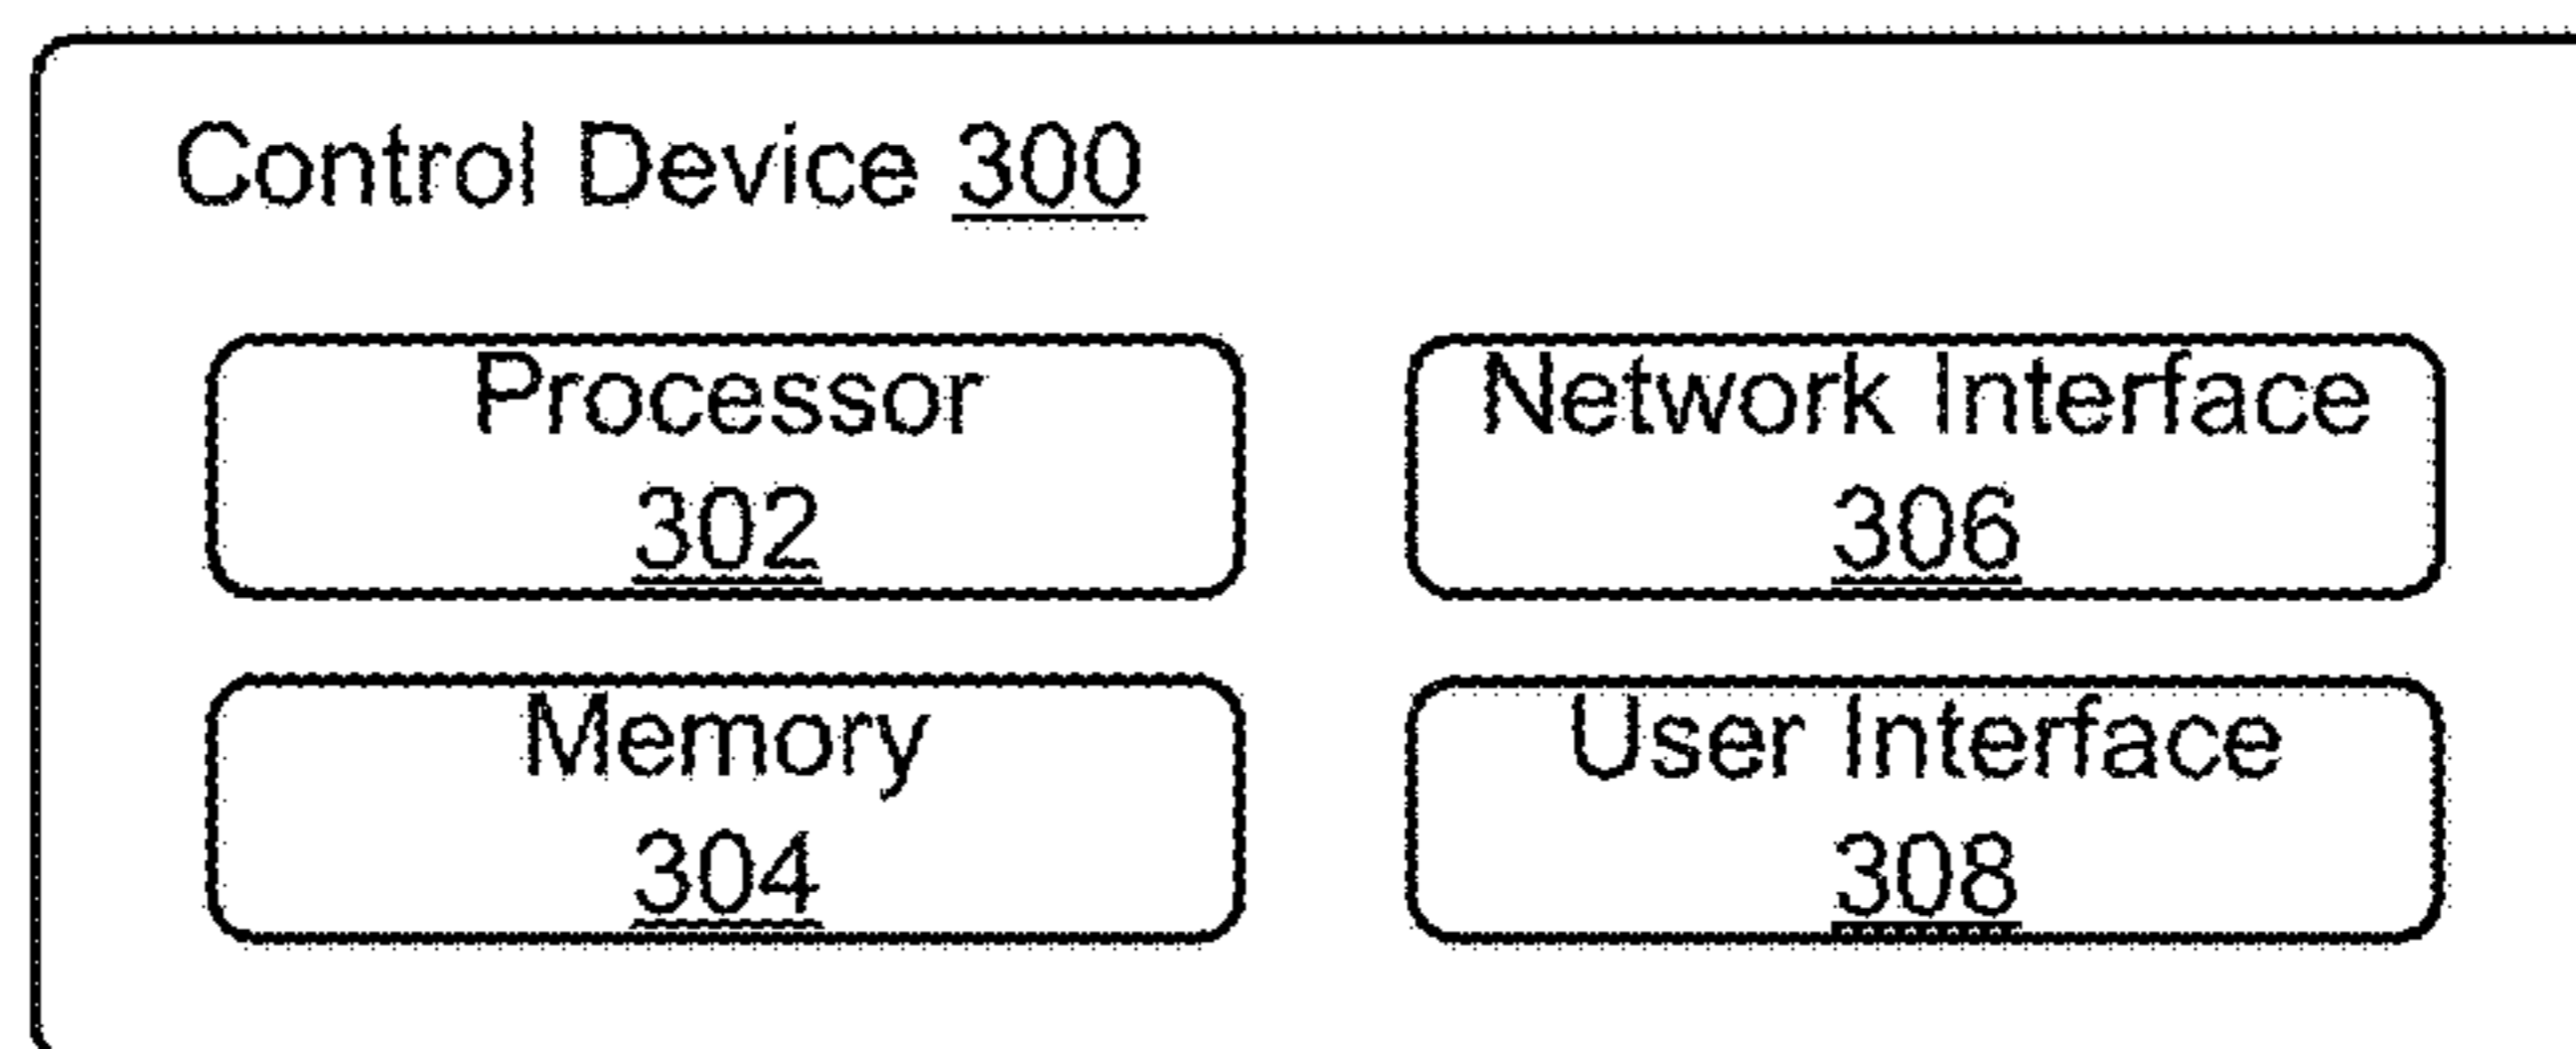 Control Device 300
Processor
302
Network Interface
306
Memory
304
User Interface
308